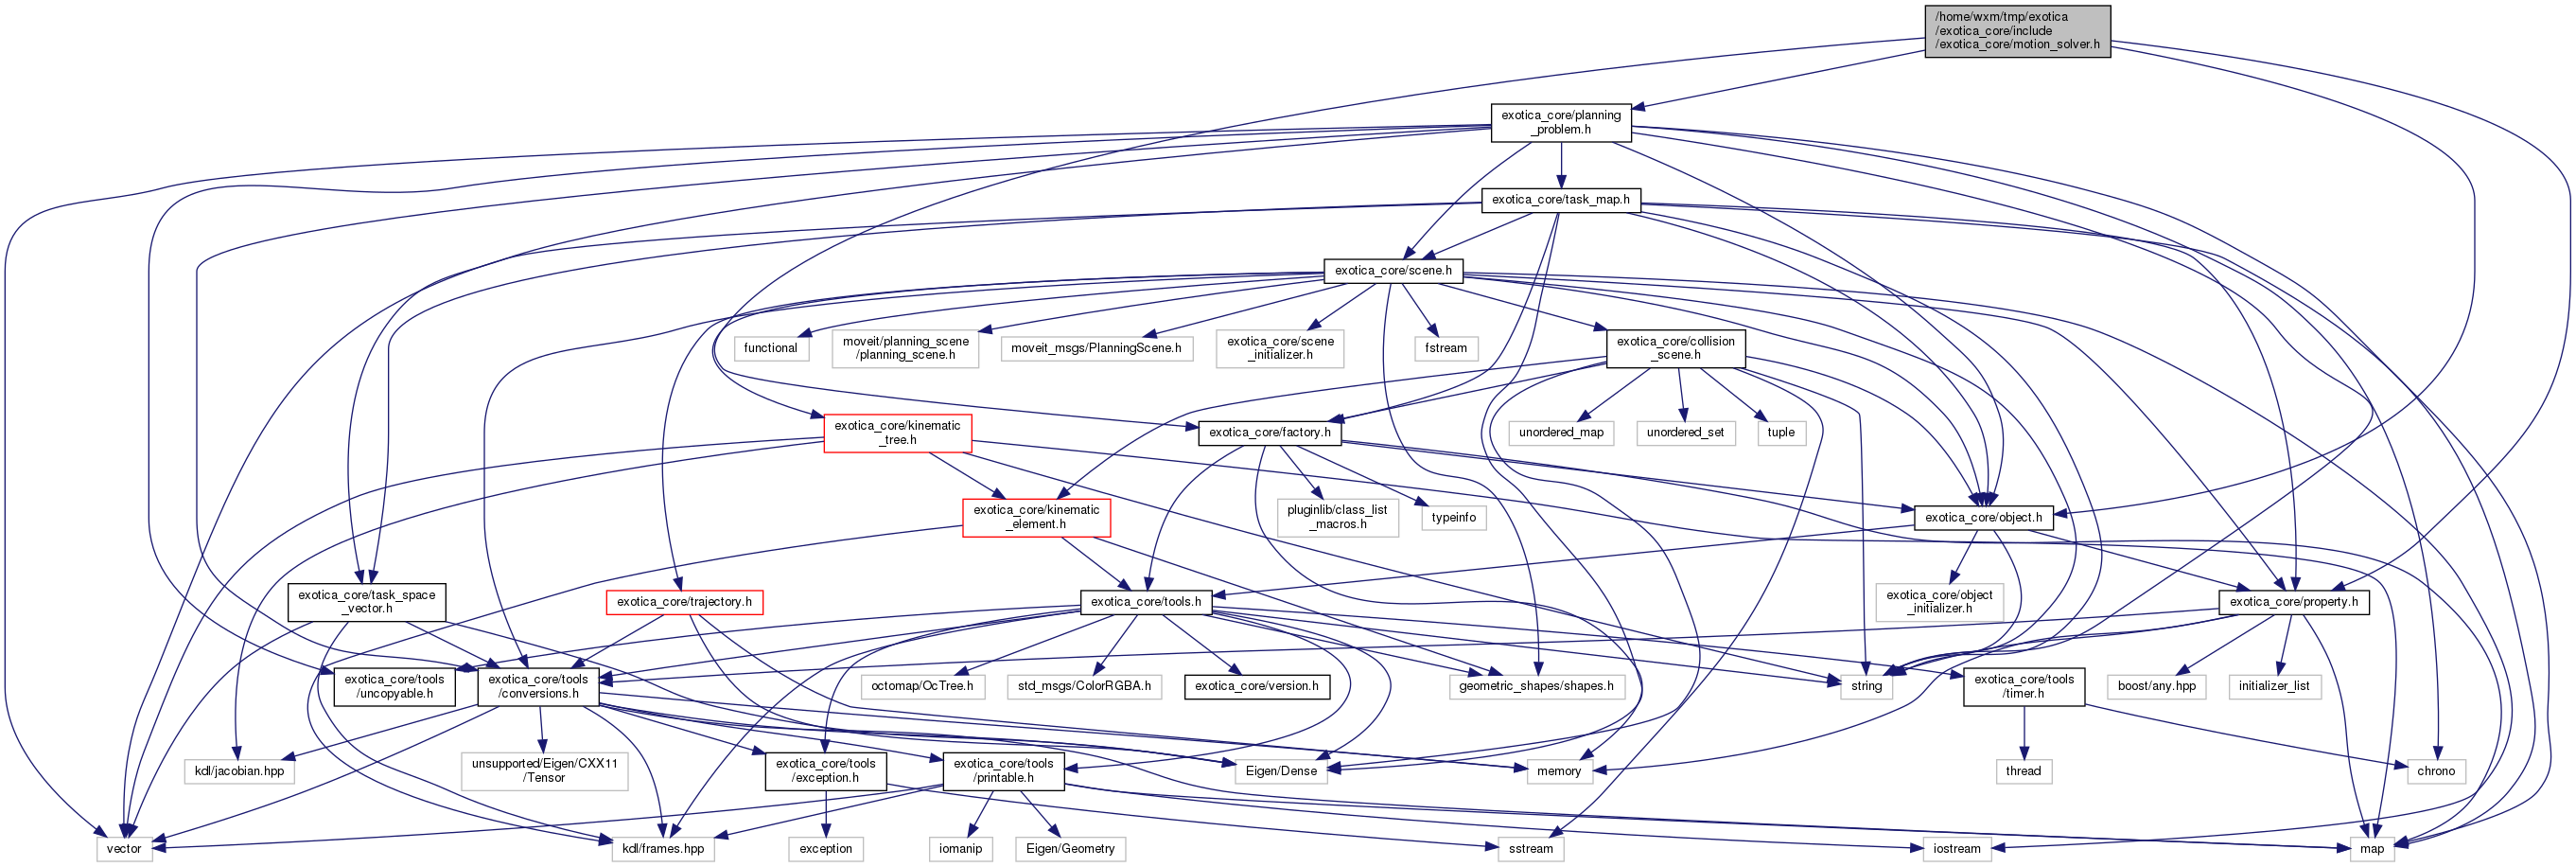 /home/wxm/tmp/exotica
/exotica_core/include
/exotica_core/motion_solver.h
exotica_core/planning
_problem.h
exotica_core/task_map.h
exotica_core/scene.h
functional
moveit/planning_scene
/planning_scene.h
moveit_msgs/PlanningScene.h
exotica_core/scene
_initializer.h
fstream
exotica_core/collision
_scene.h
exotica_core/kinematic
_tree.h
exotica_core/factory.h
unordered_map
unordered_set
tuple
exotica_core/kinematic
_element.h
pluginlib/class_list
_macros.h
typeinfo
exotica_core/object.h
exotica_core/task_space
_vector.h
exotica_core/trajectory.h
exotica_core/tools.h
exotica_core/object
_initializer.h
exotica_core/property.h
exotica_core/tools
/uncopyable.h
exotica_core/tools
/conversions.h
octomap/OcTree.h
std_msgs/ColorRGBA.h
exotica_core/version.h
geometric_shapes/shapes.h
string
exotica_core/tools
/timer.h
boost/any.hpp
initializer_list
kdl/jacobian.hpp
unsupported/Eigen/CXX11
/Tensor
exotica_core/tools
/exception.h
exotica_core/tools
/printable.h
Eigen/Dense
memory
thread
chrono
vector
kdl/frames.hpp
exception
iomanip
Eigen/Geometry
sstream
iostream
map